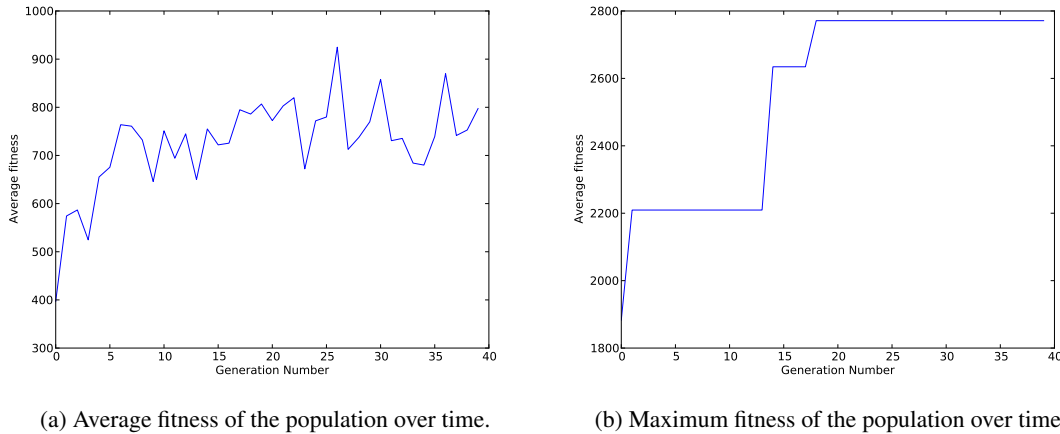 1000
900
800
700
600
500
400
300
Average fitness
0 5 10 15 20 25 30 35 40
Generation Number
(a) Average fitness of the population over time.
2800
2600
2400
2200
2000
1800
Average fitness
0 5 10 15 20 25 30 35 40
Generation Number
(b) Maximum fitness of the population over time